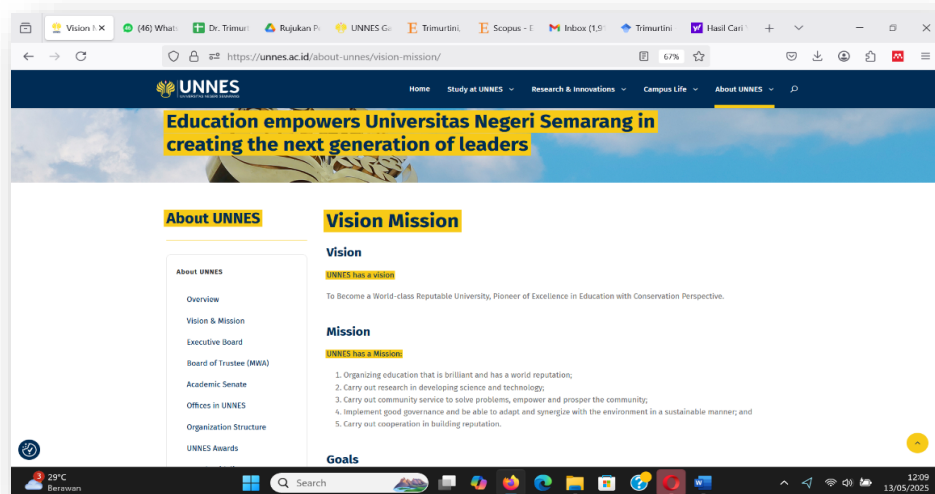 Vision & M
(46) Whats
Dr. Trimurt
Rujukan Pe
UNNES Ge
Trimurtini,
Scopus - E
Inbox (1,9
Trimurtini
Hasil Cari
https://unnes.ac.id/about-unnes/vision-mission/
67%
UNNES
UNIVERSITAS NEGERI SEMARANG
Home
Study at UNNES
Research & Innovations
Campus Life
About UNNES
Education empowers Universitas Negeri Semarang in
creating the next generation of leaders
About UNNES
About UNNES
Overview
Vision & Mission
Executive Board
Board of Trustee (MWA)
Academic Senate
Offices in UNNES
Organization Structure
UNNES Awards
Vision Mission
Vision
UNNES has a vision
To Become a World-class Reputable University, Pioneer of Excellence in Education with Conservation Perspective.
Mission
UNNES has a Mission:
1. Organizing education that is brilliant and has a world reputation;
2. Carry out research in developing science and technology;
3. Carry out community service to solve problems, empower and prosper the community;
4. Implement good governance and be able to adapt and synergize with the environment in a sustainable manner; and
5. Carry out cooperation in building reputation.
Goals
3
29°C
Berawan
Search
12:09
13/05/2025